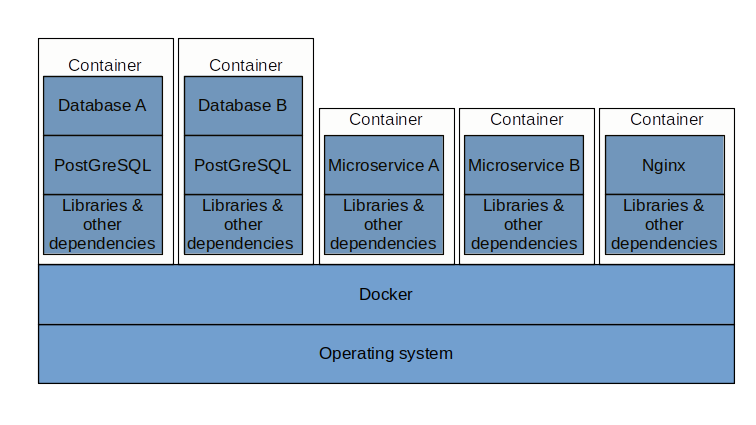 Container
Database A
PostGreSQL
Libraries &
other
dependencies
Container
Database B
PostGreSQL
Libraries &
other
dependencies
Container
Microservice A
Libraries &
other
dependencies
Container
Microservice B
Libraries &
other
dependencies
Container
Nginx
Libraries &
other
dependencies
Docker
Operating system